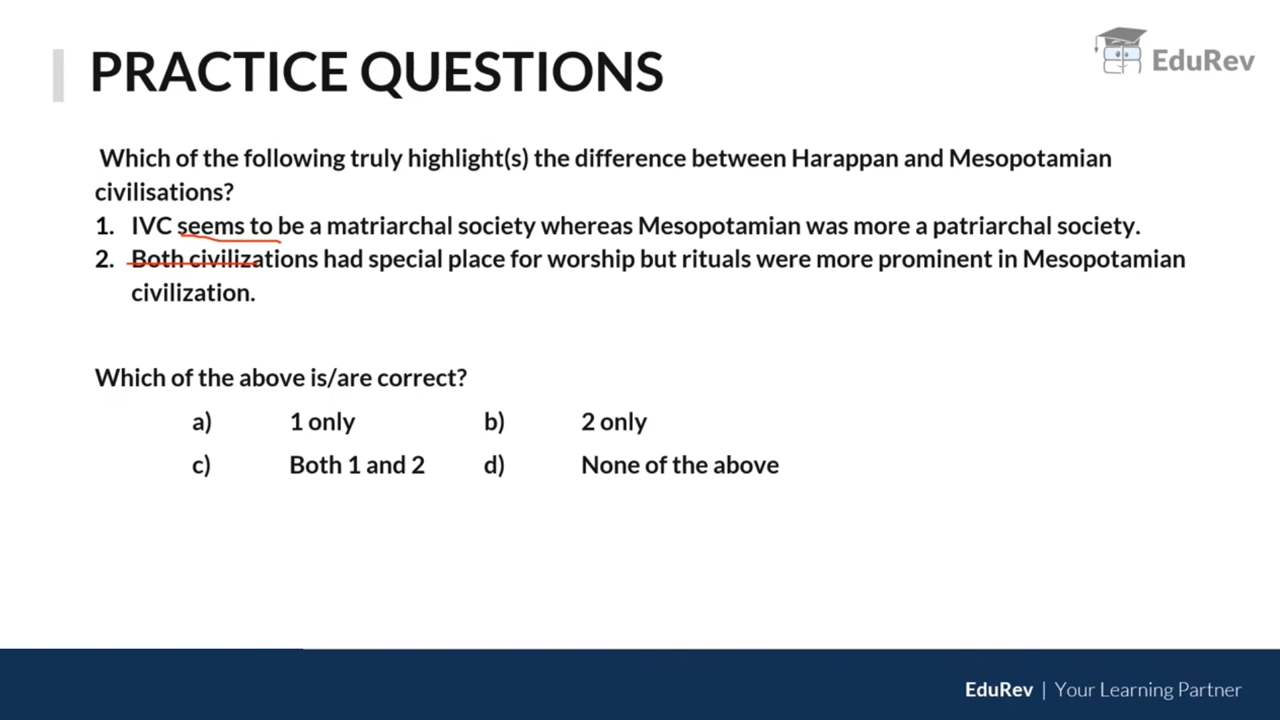 PRACTICE QUESTIONS
EduRev
Which of the following truly highlight(s) the difference between Harappan and Mesopotamian
civilisations?
1. IVC seems to be a matriarchal society whereas Mesopotamian was more a patriarchal society.
2. Both civilizations had special place for worship but rituals were more prominent in Mesopotamian
civilization.
Which of the above is/are correct?
a) 1 only b) 2 only
c) Both 1 and 2 d) None of the above
EduRev | Your Learning Partner